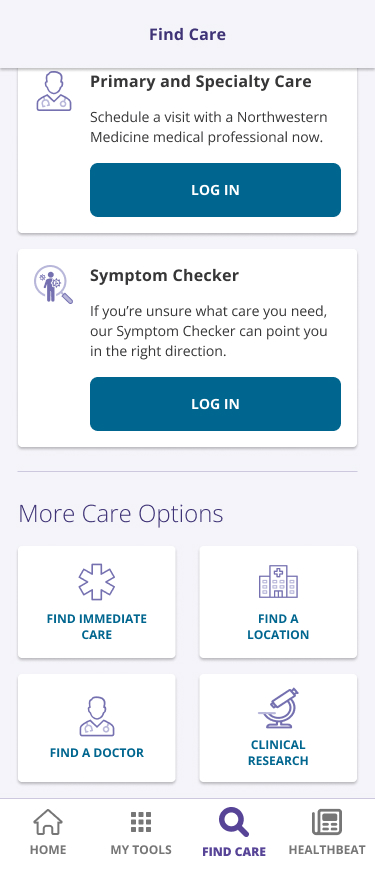 Find Care
Primary and Specialty Care
Schedule a visit with a Northwestern
Medicine medical professional now.
LOG IN
Symptom Checker
If you’re unsure what care you need,
our Symptom Checker can point you
in the right direction.
LOG IN
More Care Options
FIND IMMEDIATE
CARE
FIND A
LOCATION
FIND A DOCTOR
CLINICAL
RESEARCH
HOME
MY TOOLS
FIND CARE
HEALTHBEAT